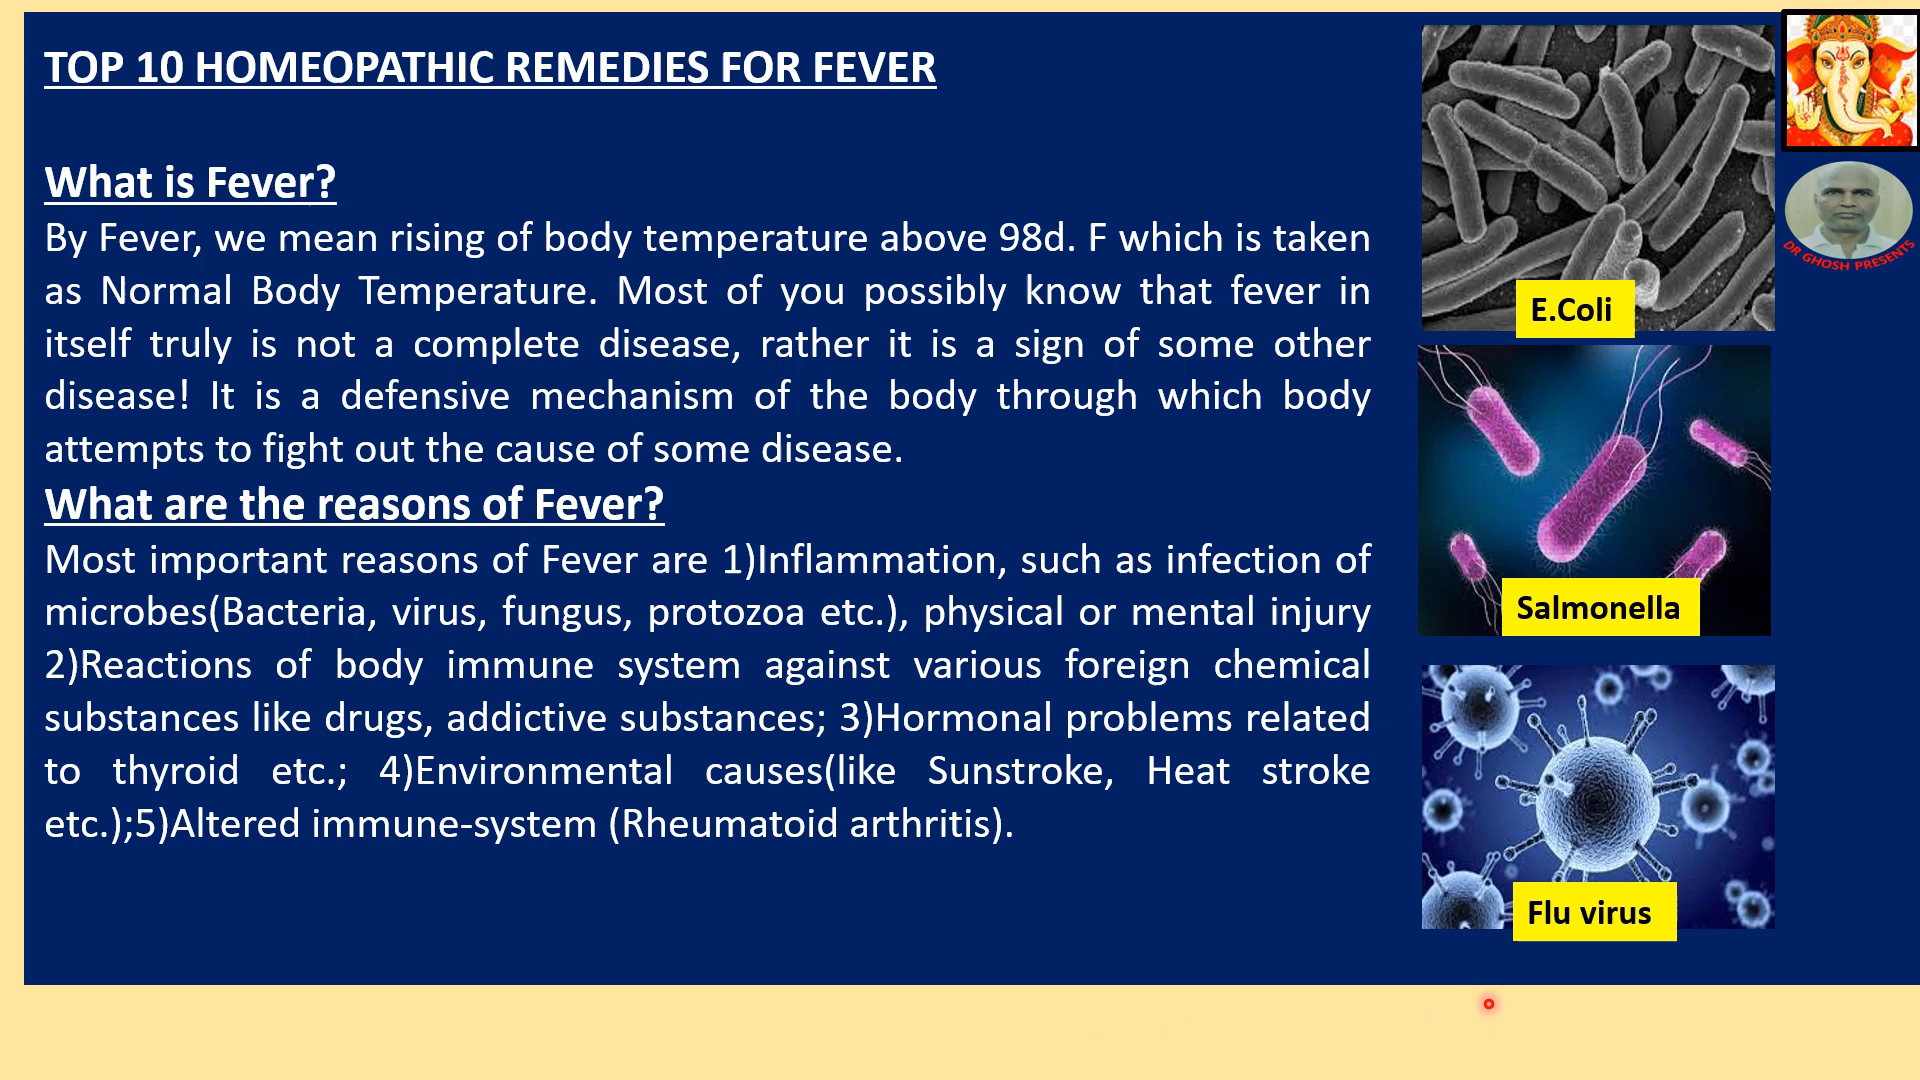 TOP 10 HOMEOPATHIC REMEDIES FOR FEVER
What is Fever?
By Fever, we mean rising of body temperature above 98d. F which is taken
as Normal Body Temperature. Most of you possibly know that fever in
itself truly is not a complete disease, rather it is a sign of some other
disease! It is a defensive mechanism of the body through which body
attempts to fight out the cause of some disease.
What are the reasons of Fever?
Most important reasons of Fever are 1)Inflammation, such as infection of
microbes(Bacteria, virus, fungus, protozoa etc.), physical or mental injury
2)Reactions of body immune system against various foreign chemical
substances like drugs, addictive substances; 3)Hormonal problems related
to thyroid etc.; 4)Environmental causes(like Sunstroke, Heat stroke
etc.);5)Altered immune-system (Rheumatoid arthritis).
E.Coli
Salmonella
Flu virus
DR GHOSH PRESENTS